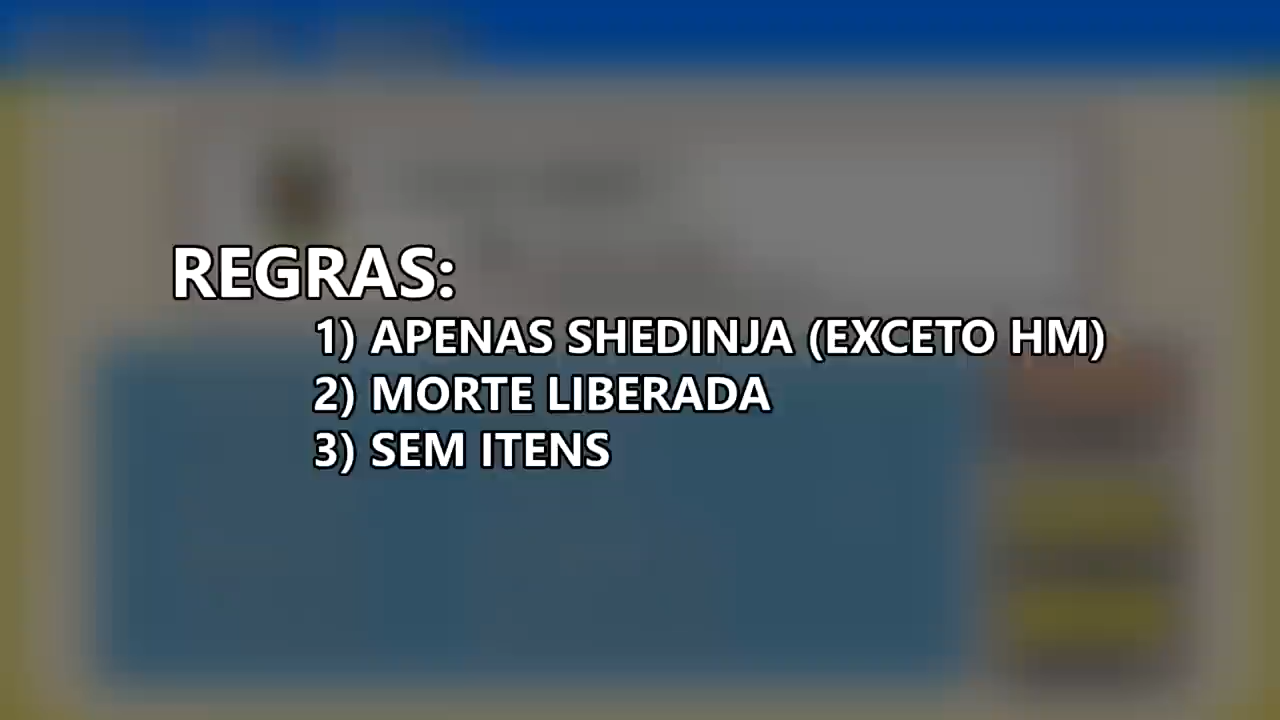 REGRAS:
1) APENAS SHEDINJA (EXCETO HM)
2) MORTE LIBERADA
3) SEM ITENS